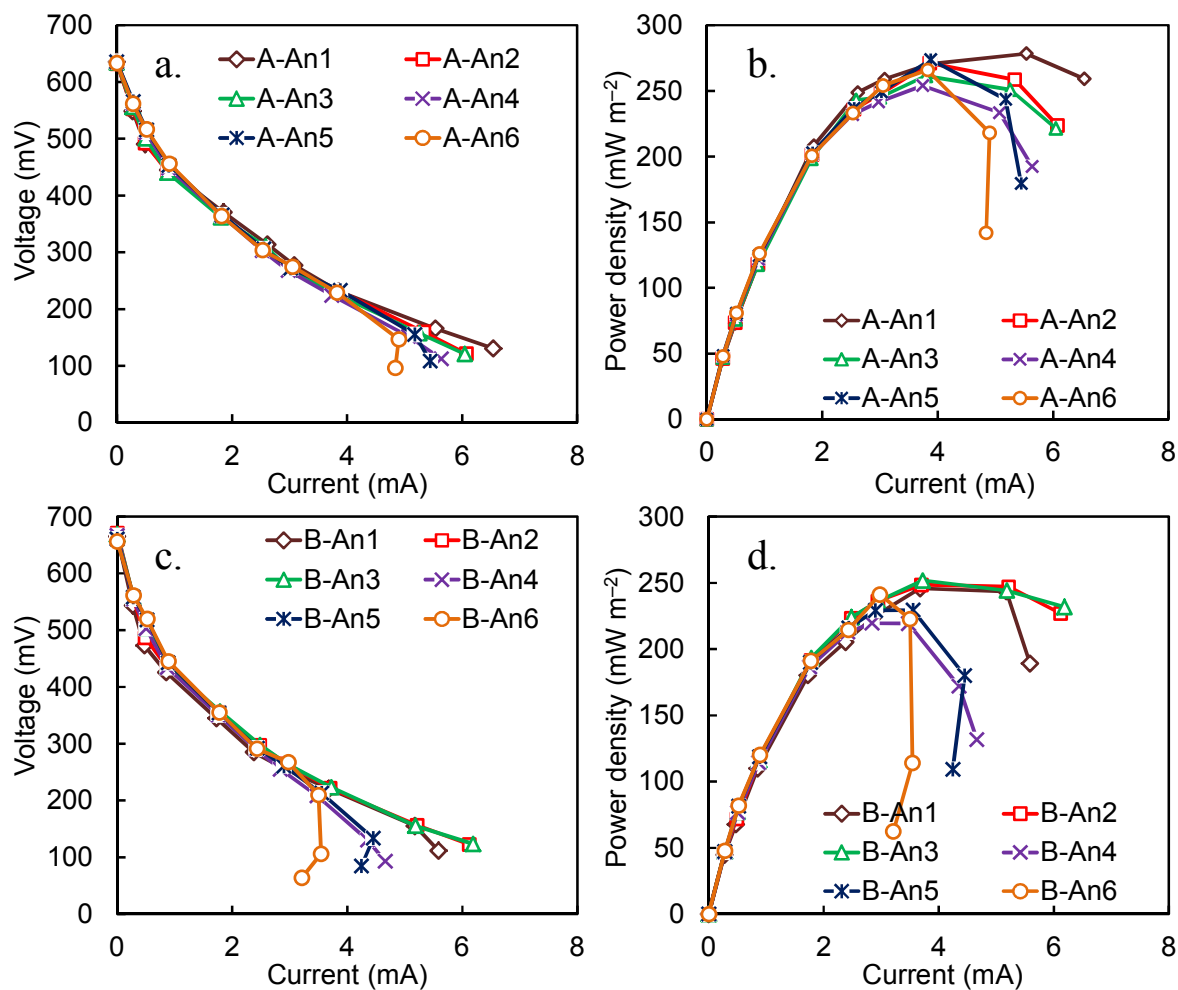 a.
Voltage (mV)
700
600
500
400
300
200
100
0
A-An1 A-An2
A-An3 A-An4
A-An5 A-An6
0 2 4 6 8
Current (mA)
b.
Power density (mW m⁻²)
300
250
200
150
100
50
0
A-An1 A-An2
A-An3 A-An4
A-An5 A-An6
0 2 4 6 8
Current (mA)
c.
Voltage (mV)
700
600
500
400
300
200
100
0
B-An1 B-An2
B-An3 B-An4
B-An5 B-An6
0 2 4 6 8
Current (mA)
d.
Power density (mW m⁻²)
300
250
200
150
100
50
0
B-An1 B-An2
B-An3 B-An4
B-An5 B-An6
0 2 4 6 8
Current (mA)